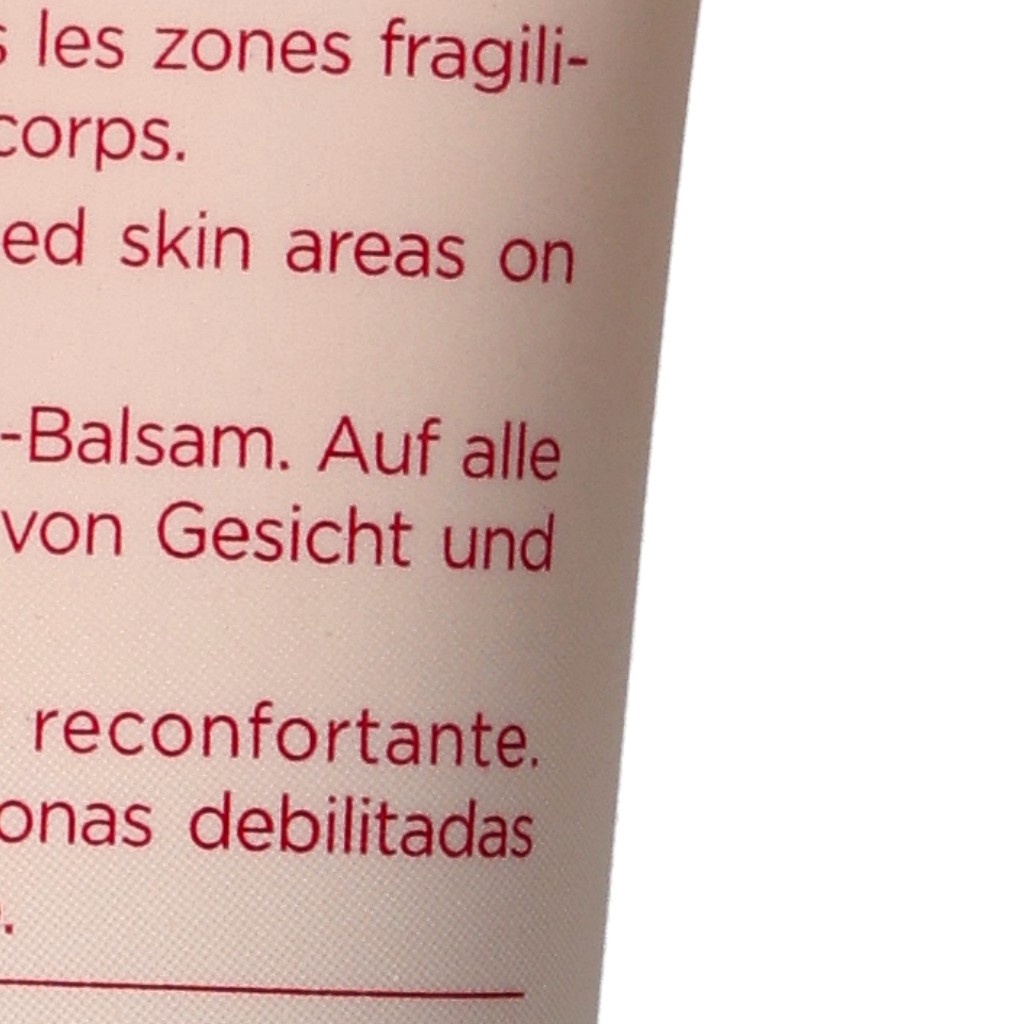 les zones fragili-
corps.
ed skin areas on
-Balsam. Auf alle
von Gesicht und
reconfortante.
onas debilitadas